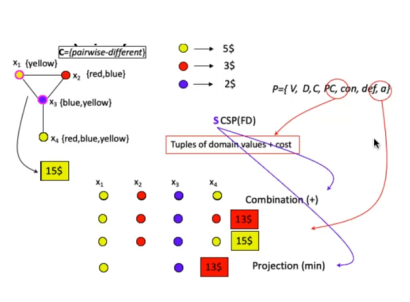 C={pairwise-different}
x₁ {yellow}
x₂ {red,blue}
x₃ {blue,yellow}
x₄ {red,blue,yellow}
15$
5$
3$
2$
P={ V, D,C, PC, con, def, a}
S CSP(FD)
Tuples of domain values + cost
x₁ x₂ x₃ x₄
Combination (+)
13$
15$
13$
Projection (min)